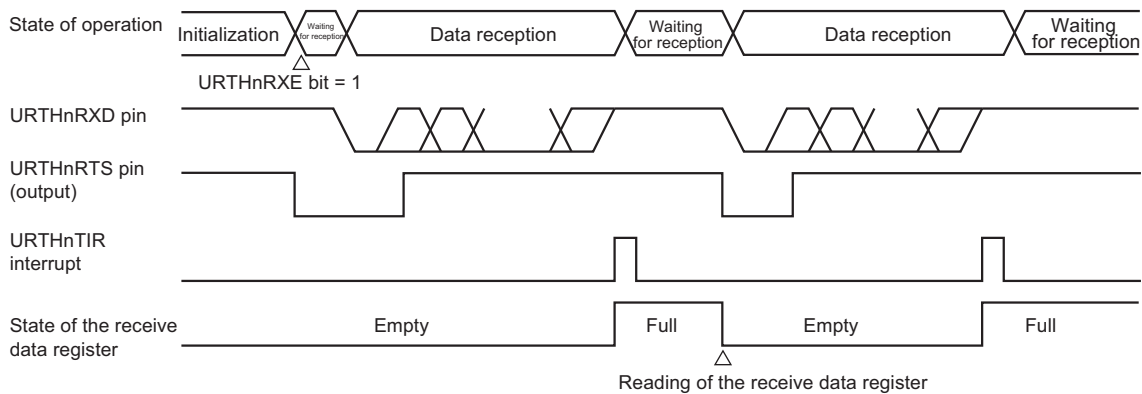 State of operation
Initialization
Waiting
for reception
Data reception
Waiting
for reception
Data reception
Waiting
for reception
URTHnRXE bit = 1
URTHnRXD pin
URTHnRTS pin
(output)
URTHnTIR
interrupt
State of the receive
data register
Empty
Full
Empty
Full
Reading of the receive data register